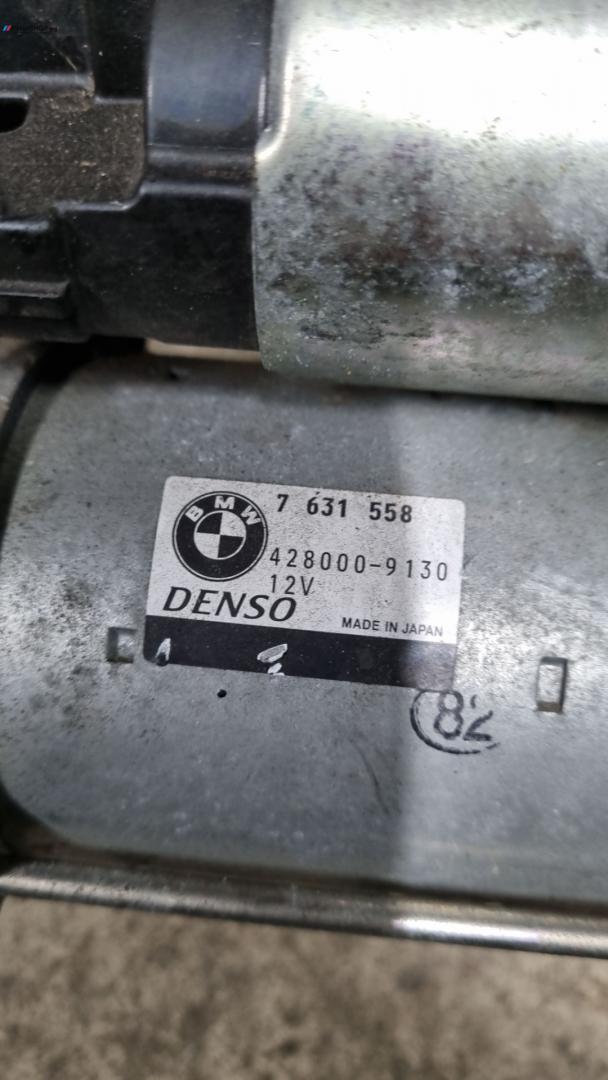 BMW
7 631 558
428000-9130
12V
DENSO
MADE IN JAPAN
82